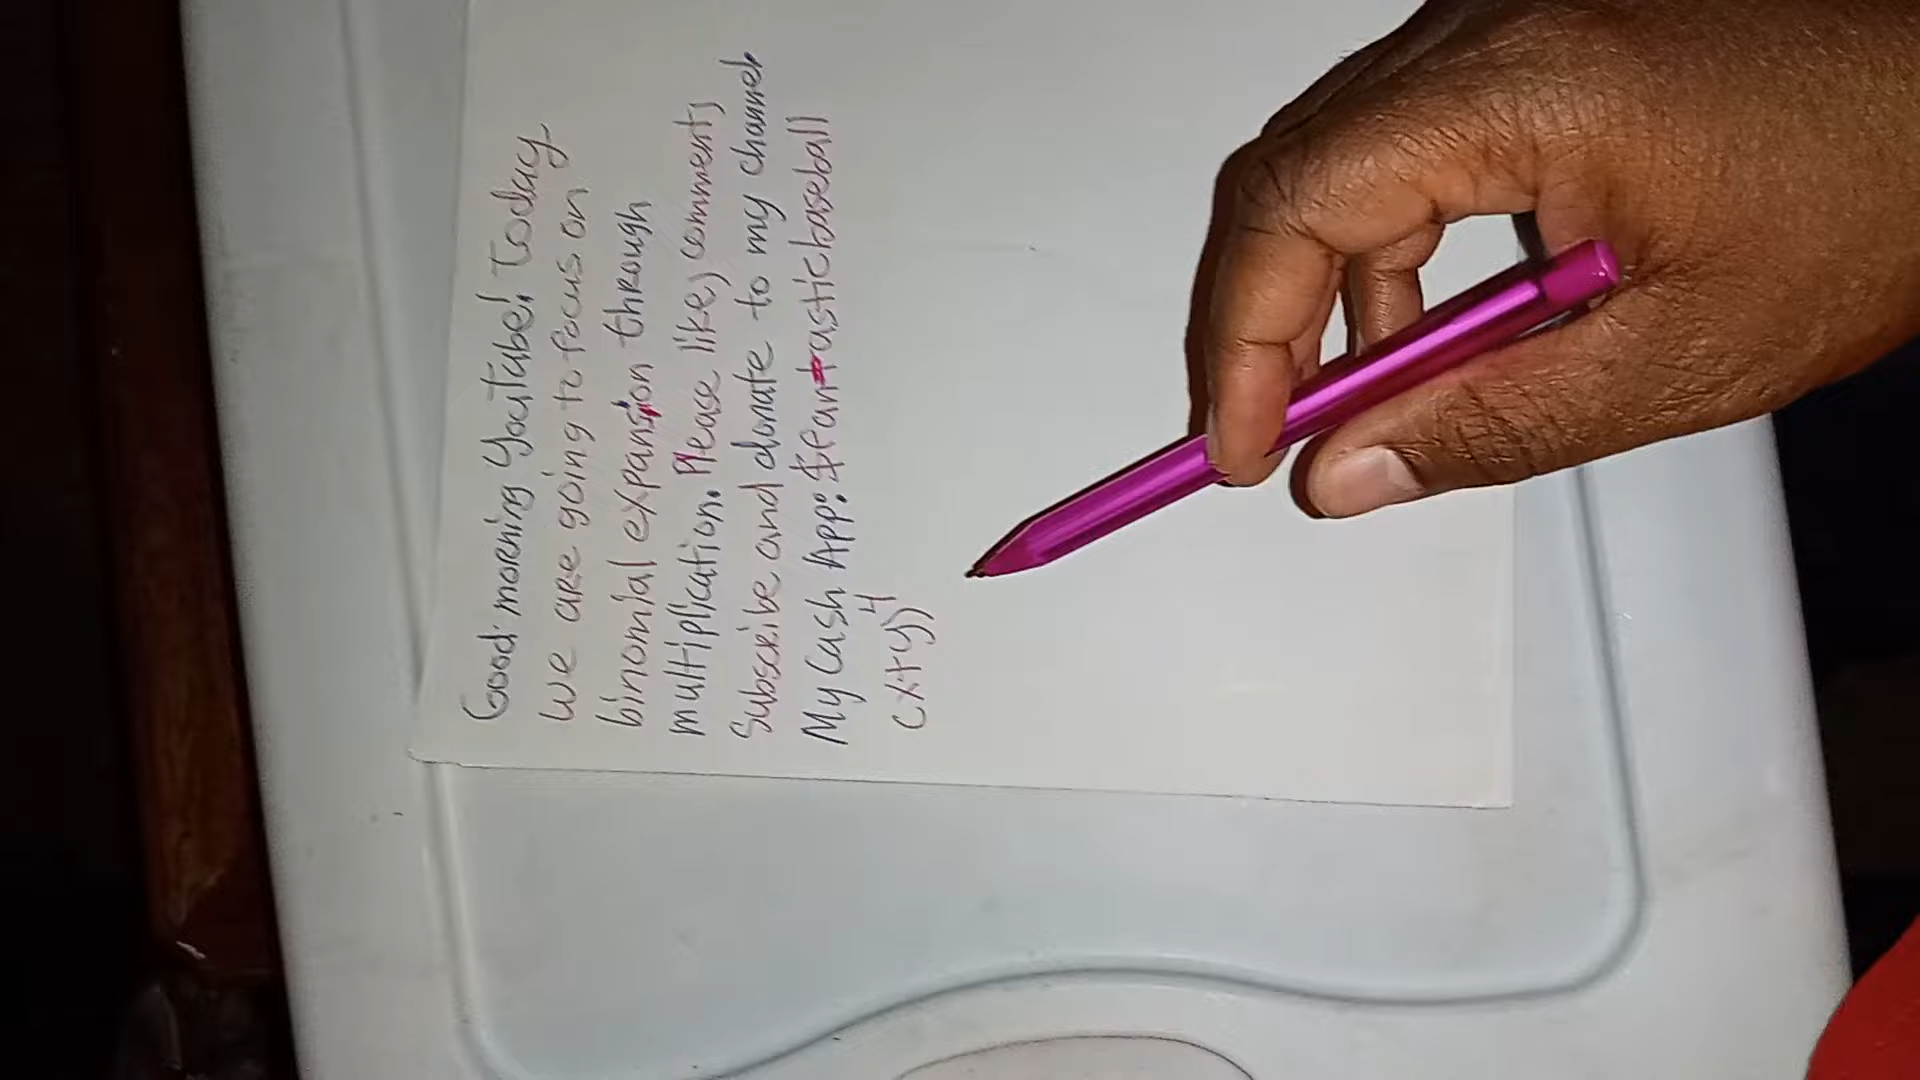 Good morning YouTube! Today
we are going to focus on
binomial expansion through
multiplication. Please like, comment,
Subscribe and donate to my channel.
My Cash App: $fantasticbaseball
(x+y)^4